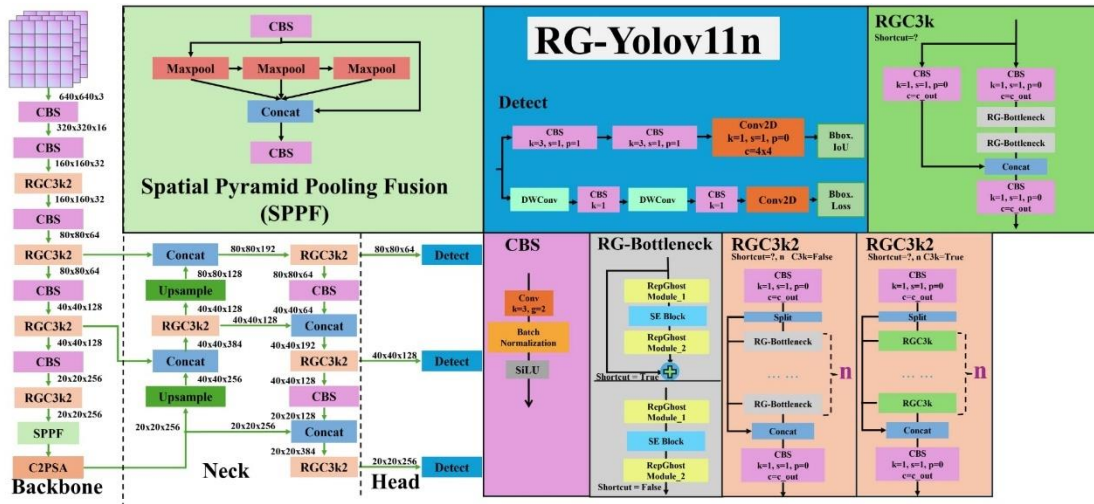 640x640x3
CBS
320x320x16
CBS
160x160x32
RGC3k2
160x160x32
CBS
80x80x64
RGC3k2
80x80x64
CBS
40x40x128
RGC3k2
40x40x128
CBS
20x20x256
RGC3k2
20x20x256
SPPF
C2PSA
Backbone
CBS
Maxpool
Maxpool
Maxpool
Concat
CBS
Spatial Pyramid Pooling Fusion
(SPPF)
Concat
80x80x192
80x80x128
Upsample
40x40x128
RGC3k2
40x40x128
40x40x384
Concat
40x40x256
Upsample
20x20x256
20x20x256
Neck
RGC3k2
80x80x64
80x80x64
CBS
40x40x64
Concat
40x40x192
RGC3k2
40x40x128
40x40x128
CBS
20x20x128
Concat
20x20x384
RGC3k2
20x20x256
Head
Detect
Detect
Detect
RG-Yolov11n
Detect
CBS
k=3, s=1, p=1
CBS
k=3, s=1, p=1
Conv2D
k=1, s=1, p=0
c=4x4
Bbox.
IoU
DWConv
CBS
k=1
DWConv
CBS
k=1
Conv2D
Bbox.
Loss
RGC3k
Shortcut=?
CBS
k=1, s=1, p=0
c=c_out
CBS
k=1, s=1, p=0
c=c_out
RG-Bottleneck
RG-Bottleneck
Concat
CBS
k=1, s=1, p=0
c=c_out
CBS
Conv
k=3, g=2
Batch
Normalization
SiLU
RG-Bottleneck
RepGhost
Module_1
SE Block
RepGhost
Module_2
Shortcut = True
RepGhost
Module_1
SE Block
RepGhost
Module_2
Shortcut = False
RGC3k2
Shortcut=?, n C3k=False
CBS
k=1, s=1, p=0
c=c_out
Split
RG-Bottleneck
... ...
n
RG-Bottleneck
Concat
CBS
k=1, s=1, p=0
c=c_out
RGC3k2
Shortcut=?, n C3k=True
CBS
k=1, s=1, p=0
c=c_out
Split
RGC3k
... ...
n
RGC3k
Concat
CBS
k=1, s=1, p=0
c=c_out